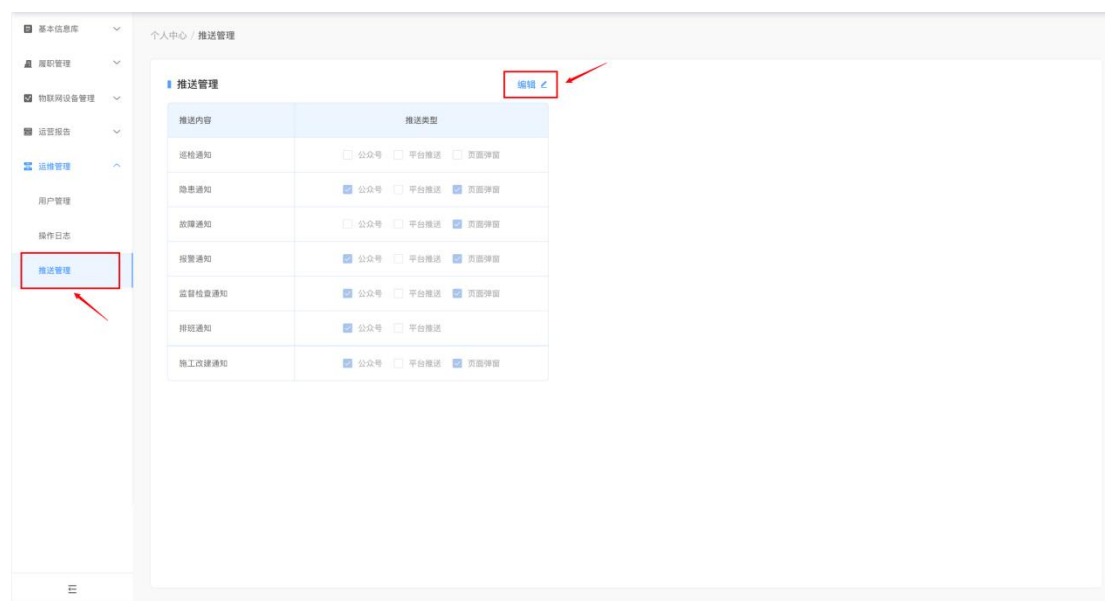 基本信息库
个人中心 / 推送管理
履职管理
推送管理
编辑
物联网设备管理
推送内容 推送类型
运营报告
巡检通知 公众号 平台推送 页面弹窗
运维管理
隐患通知 公众号 平台推送 页面弹窗
用户管理
故障通知 公众号 平台推送 页面弹窗
操作日志
报警通知 公众号 平台推送 页面弹窗
推送管理
监督检查通知 公众号 平台推送 页面弹窗
排班通知 公众号 平台推送
施工改建通知 公众号 平台推送 页面弹窗